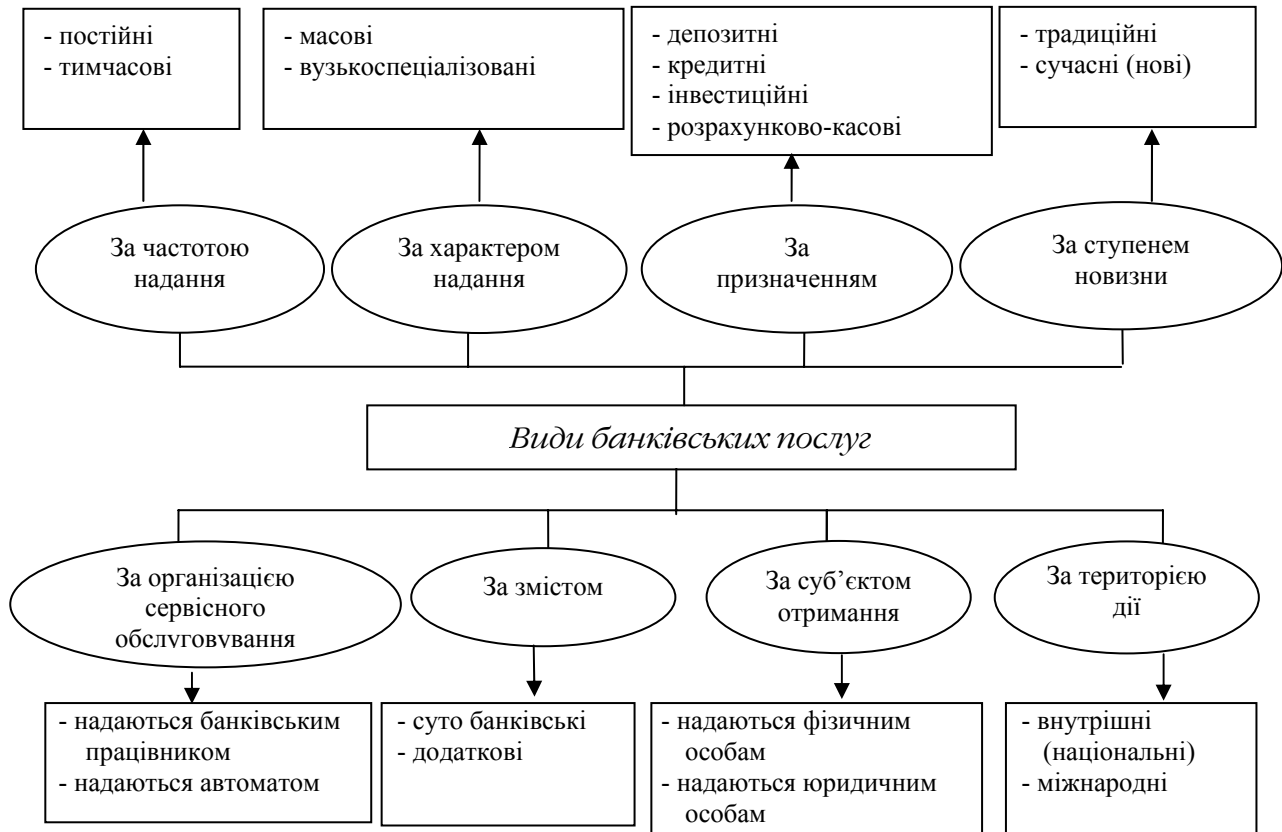 - постійні
- тимчасові
- масові
- вузькоспеціалізовані
- депозитні
- кредитні
- інвестиційні
- розрахунково-касові
- традиційні
- сучасні (нові)
За частотою
надання
За характером
надання
За
призначенням
За ступенем
новизни
Види банківських послуг
За організацією
сервісного
обслуговування
За змістом
За суб’єктом
отримання
За територією
дії
- надаються банківським
працівником
- надаються автоматом
- суто банківські
- додаткові
- надаються фізичним
особам
- надаються юридичним
особам
- внутрішні
(національні)
- міжнародні